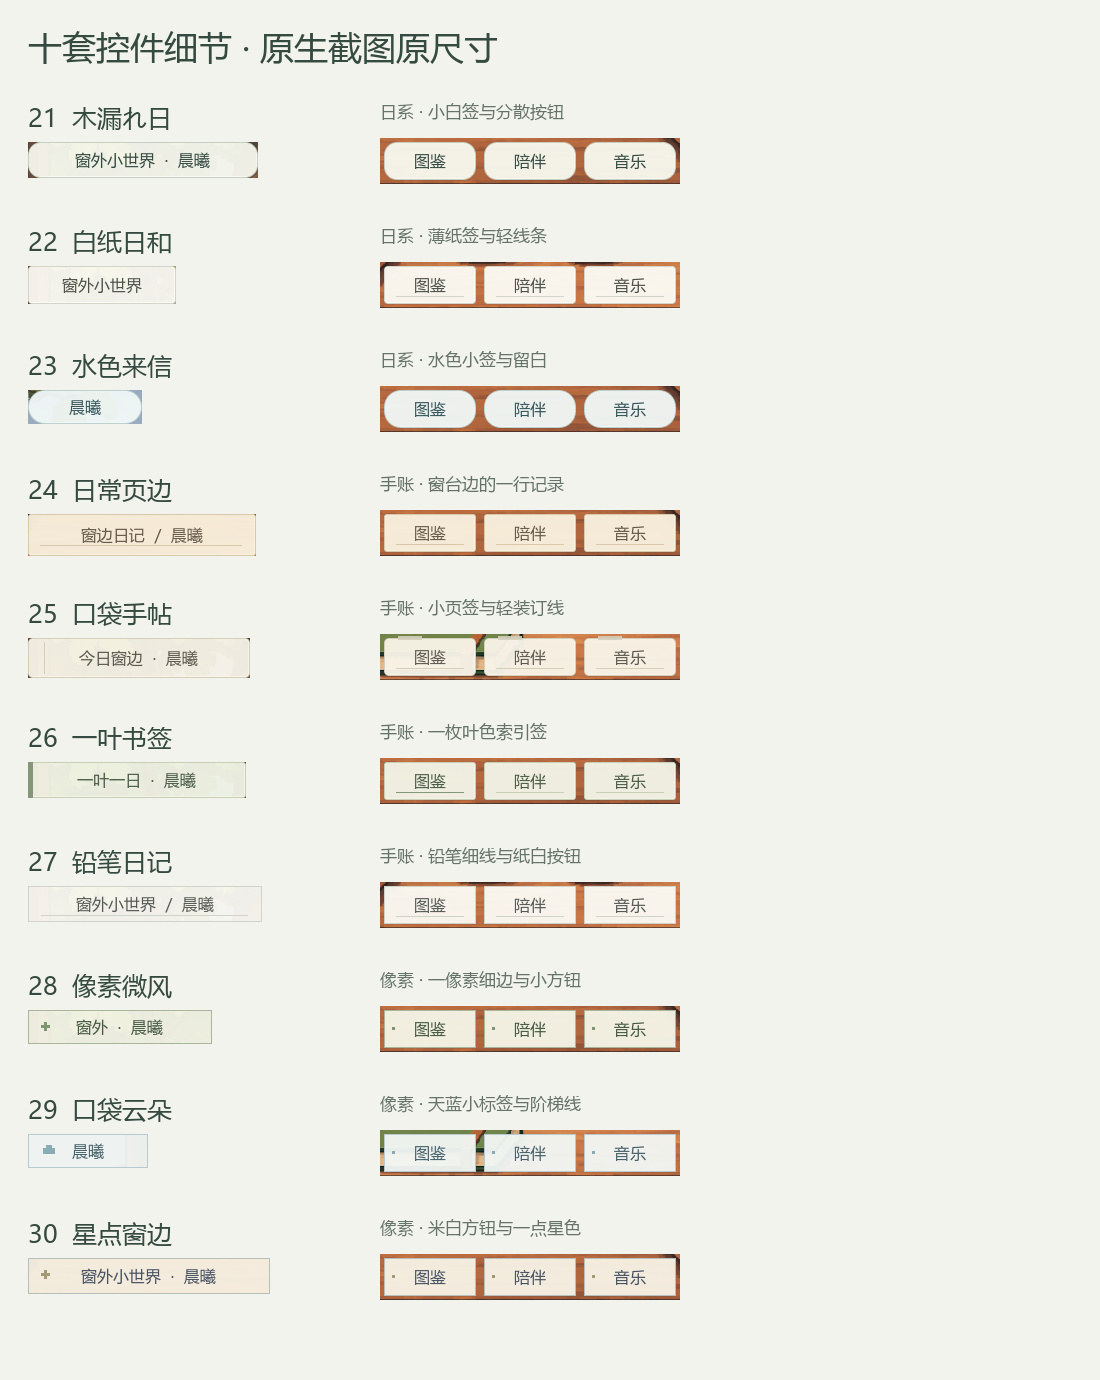 十套控件细节 · 原生截图原尺寸
21 木漏れ日
日系 · 小白签与分散按钮
窗外小世界 · 晨曦
图鉴 陪伴 音乐
22 白纸日和
日系 · 薄纸签与轻线条
窗外小世界
图鉴 陪伴 音乐
23 水色来信
日系 · 水色小签与留白
晨曦
图鉴 陪伴 音乐
24 日常页边
手账 · 窗台边的一行记录
窗边日记 / 晨曦
图鉴 陪伴 音乐
25 口袋手帖
手账 · 小页签与轻装订线
今日窗边 · 晨曦
图鉴 陪伴 音乐
26 一叶书签
手账 · 一枚叶色索引签
一叶一日 · 晨曦
图鉴 陪伴 音乐
27 铅笔日记
手账 · 铅笔细线与纸白按钮
窗外小世界 / 晨曦
图鉴 陪伴 音乐
28 像素微风
像素 · 一像素细边与小方钮
窗外 · 晨曦
图鉴 陪伴 音乐
29 口袋云朵
像素 · 天蓝小标签与阶梯线
晨曦
图鉴 陪伴 音乐
30 星点窗边
像素 · 米白方钮与一点星色
窗外小世界 · 晨曦
图鉴 陪伴 音乐